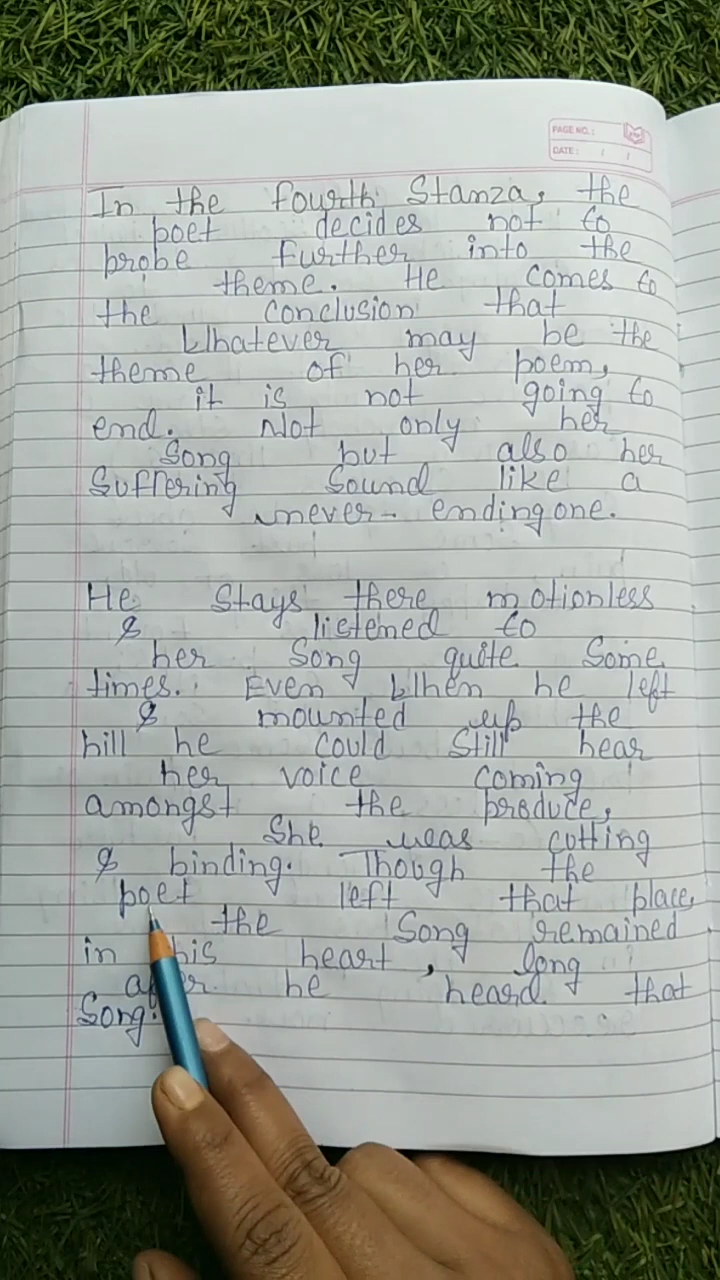 PAGE NO.:
DATE: / /
In the fourth Stanza, the
poet decides not to
probe further into the
theme. He comes to
the conclusion that
Whatever may be the
theme of her poem,
it is not going to
end. Not only her
Song but also her
Suffering Sound like a
never-ending one.
He Stays there motionless
& listened to
her Song quite Some
times. Even When he left
& mounted up the
hill he could Still hear
her voice coming
amongst the produce,
She was cutting
& binding. Though the
poet left that place,
the Song remained
in his heart, long
after he heard that
Song.